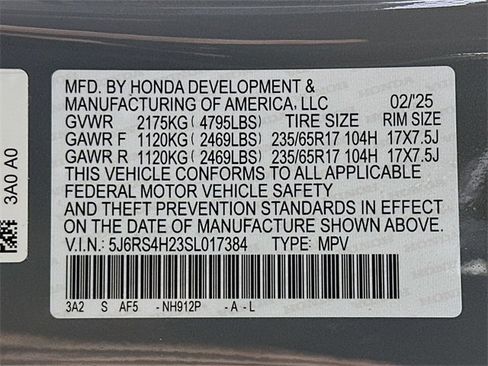 MFD. BY HONDA DEVELOPMENT &
MANUFACTURING OF AMERICA, LLC 02/'25
GVWR 2175KG ( 4795LBS) TIRE SIZE RIM SIZE
GAWR F 1120KG ( 2469LBS) 235/65R17 104H 17X7.5J
GAWR R 1120KG ( 2469LBS) 235/65R17 104H 17X7.5J
THIS VEHICLE CONFORMS TO ALL APPLICABLE
FEDERAL MOTOR VEHICLE SAFETY
AND THEFT PREVENTION STANDARDS IN EFFECT
ON THE DATE OF MANUFACTURE SHOWN ABOVE.
V.I.N.: 5J6RS4H23SL017384 TYPE: MPV
3A2 S AF5 - NH912P - A - L
3A0 A0